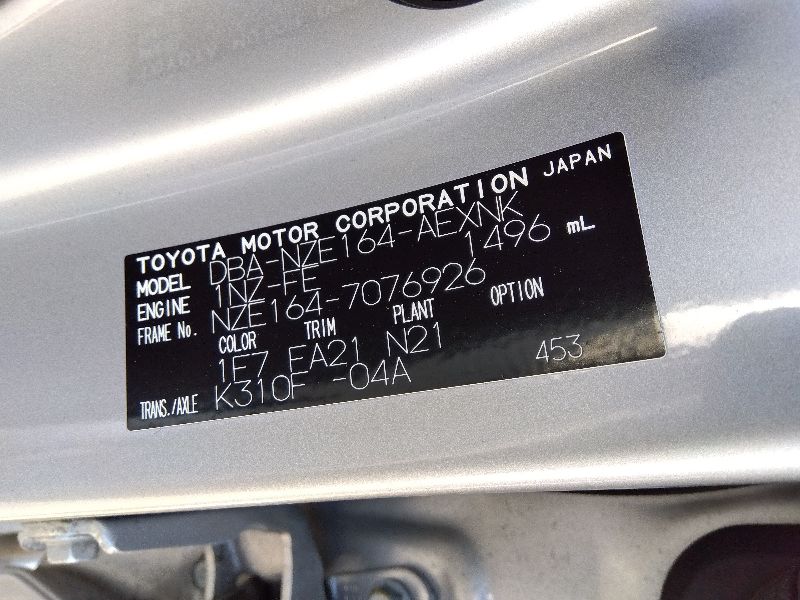 TOYOTA MOTOR CORPORATION JAPAN
MODEL DBA-NZE164-AEXNK
ENGINE 1NZ-FE 1496 mL
FRAME No. NZE164-7076926
COLOR TRIM PLANT OPTION
1F7 EA21 N21
TRANS./AXLE K310F -04A 453